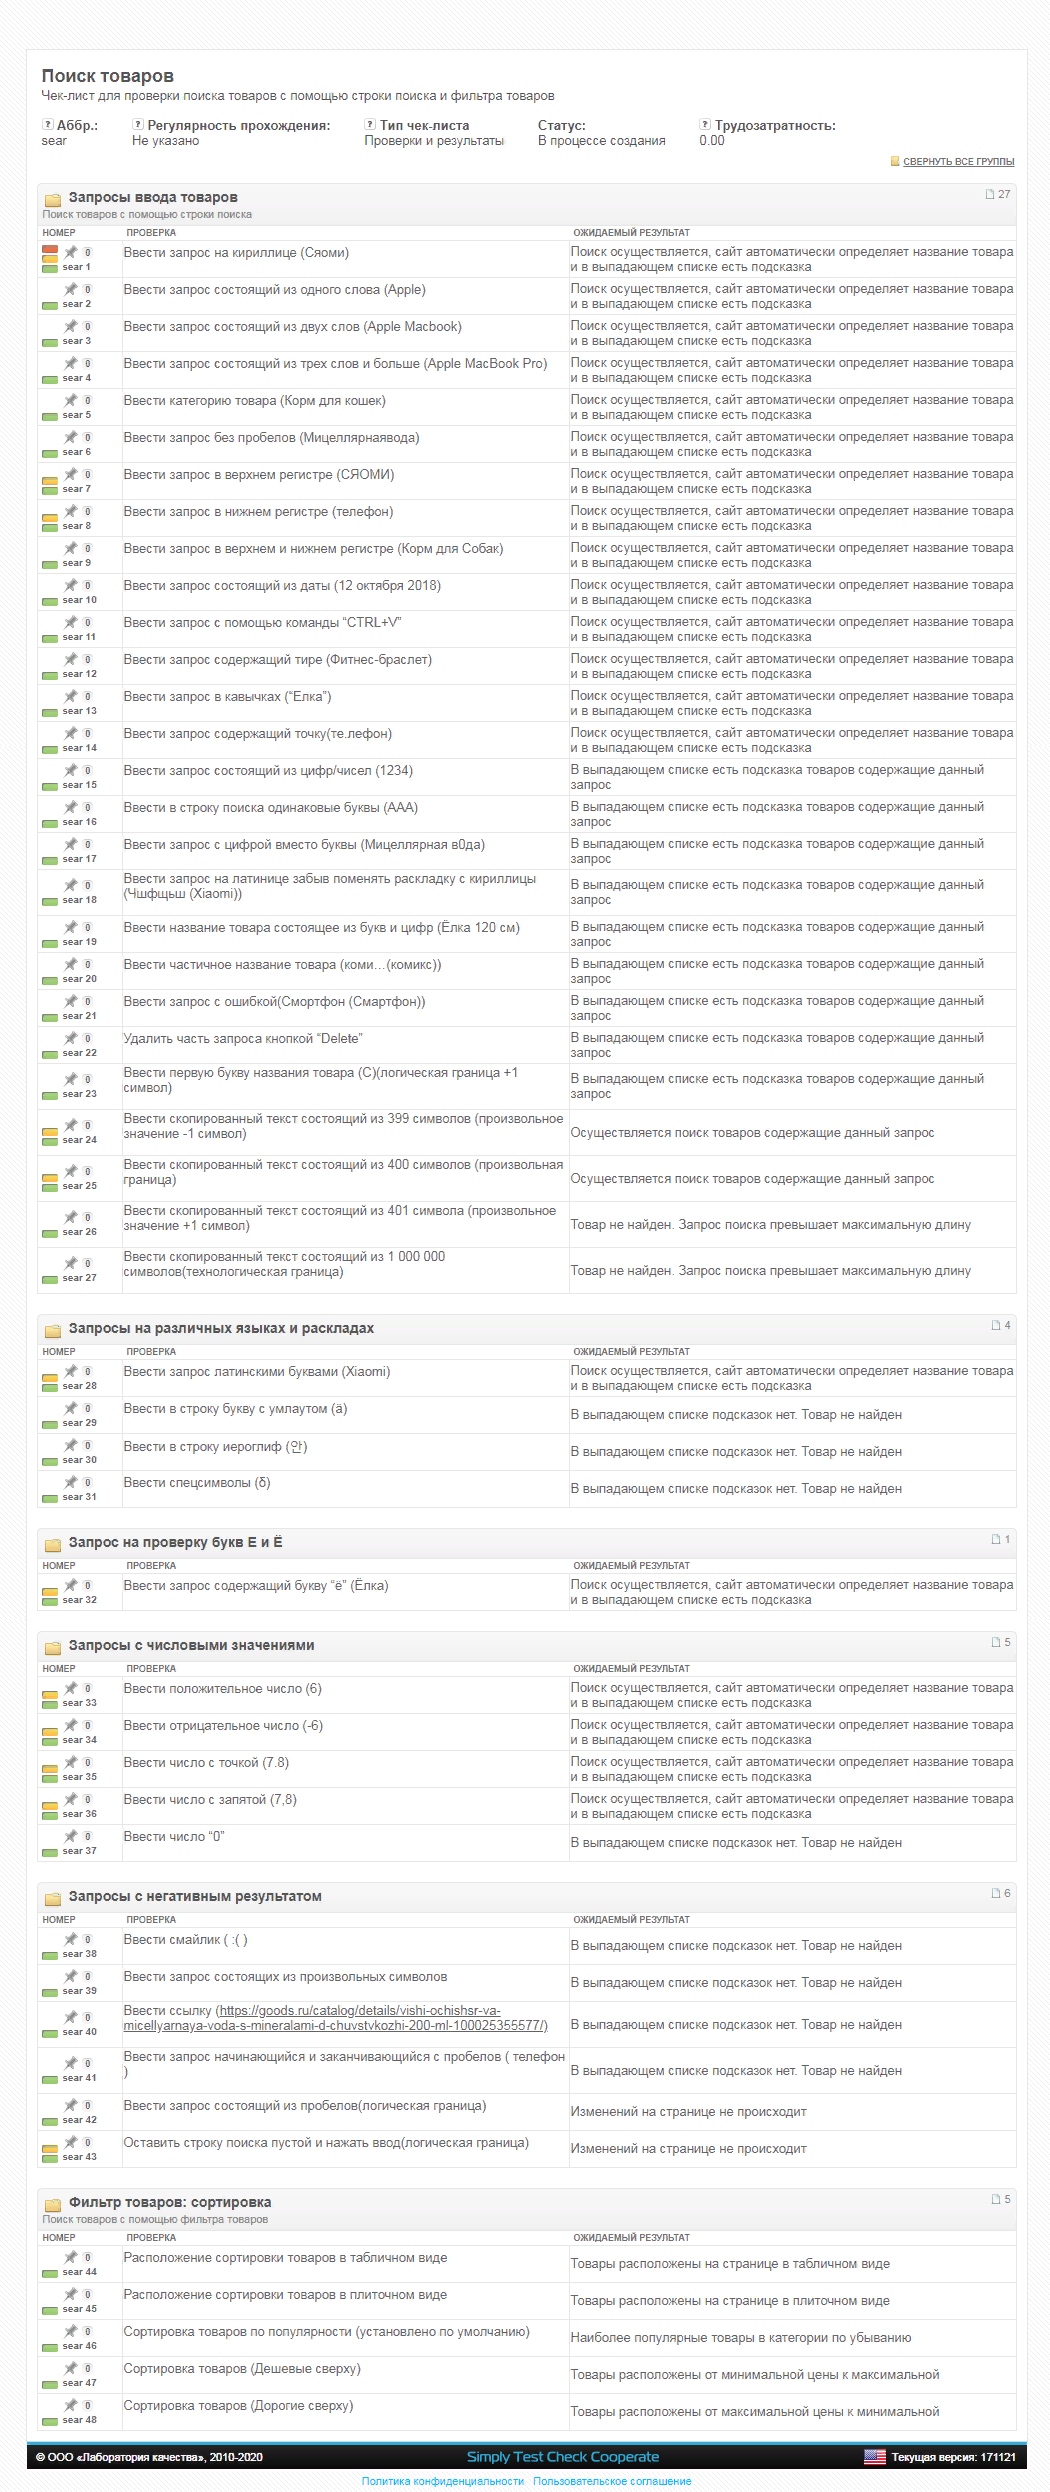 Поиск товаров
Чек-лист для проверки поиска товаров с помощью строки поиска и фильтра товаров
? Аббр.: ? Регулярность прохождения: ? Тип чек-листа Статус: ? Трудозатратность:
sear Не указано Проверки и результаты В процессе создания 0.00
СВЕРНУТЬ ВСЕ ГРУППЫ
Запросы ввода товаров 27
Поиск товаров с помощью строки поиска
НОМЕР ПРОВЕРКА ОЖИДАЕМЫЙ РЕЗУЛЬТАТ
0 Ввести запрос на кириллице (Сяоми) Поиск осуществляется, сайт автоматически определяет название товара
sear 1 и в выпадающем списке есть подсказка
0 Ввести запрос состоящий из одного слова (Apple) Поиск осуществляется, сайт автоматически определяет название товара
sear 2 и в выпадающем списке есть подсказка
0 Ввести запрос состоящий из двух слов (Apple Macbook) Поиск осуществляется, сайт автоматически определяет название товара
sear 3 и в выпадающем списке есть подсказка
0 Ввести запрос состоящий из трех слов и больше (Apple MacBook Pro) Поиск осуществляется, сайт автоматически определяет название товара
sear 4 и в выпадающем списке есть подсказка
0 Ввести категорию товара (Корм для кошек) Поиск осуществляется, сайт автоматически определяет название товара
sear 5 и в выпадающем списке есть подсказка
0 Ввести запрос без пробелов (Мицеллярнаявода) Поиск осуществляется, сайт автоматически определяет название товара
sear 6 и в выпадающем списке есть подсказка
0 Ввести запрос в верхнем регистре (СЯОМИ) Поиск осуществляется, сайт автоматически определяет название товара
sear 7 и в выпадающем списке есть подсказка
0 Ввести запрос в нижнем регистре (телефон) Поиск осуществляется, сайт автоматически определяет название товара
sear 8 и в выпадающем списке есть подсказка
0 Ввести запрос в верхнем и нижнем регистре (Корм для Собак) Поиск осуществляется, сайт автоматически определяет название товара
sear 9 и в выпадающем списке есть подсказка
0 Ввести запрос состоящий из даты (12 октября 2018) Поиск осуществляется, сайт автоматически определяет название товара
sear 10 и в выпадающем списке есть подсказка
0 Ввести запрос с помощью команды “CTRL+V” Поиск осуществляется, сайт автоматически определяет название товара
sear 11 и в выпадающем списке есть подсказка
0 Ввести запрос содержащий тире (Фитнес-браслет) Поиск осуществляется, сайт автоматически определяет название товара
sear 12 и в выпадающем списке есть подсказка
0 Ввести запрос в кавычках (“Елка”) Поиск осуществляется, сайт автоматически определяет название товара
sear 13 и в выпадающем списке есть подсказка
0 Ввести запрос содержащий точку(те.лефон) Поиск осуществляется, сайт автоматически определяет название товара
sear 14 и в выпадающем списке есть подсказка
0 Ввести запрос состоящий из цифр/чисел (1234) В выпадающем списке есть подсказка товаров содержащие данный
sear 15 запрос
0 Ввести в строку поиска одинаковые буквы (ААА) В выпадающем списке есть подсказка товаров содержащие данный
sear 16 запрос
0 Ввести запрос с цифрой вместо буквы (Мицеллярная в0да) В выпадающем списке есть подсказка товаров содержащие данный
sear 17 запрос
0 Ввести запрос на латинице забыв поменять раскладку с кириллицы В выпадающем списке есть подсказка товаров содержащие данный
sear 18 (Чшфщьш (Xiaomi)) запрос
0 Ввести название товара состоящее из букв и цифр (Ёлка 120 см) В выпадающем списке есть подсказка товаров содержащие данный
sear 19 запрос
0 Ввести частичное название товара (коми…(комикс)) В выпадающем списке есть подсказка товаров содержащие данный
sear 20 запрос
0 Ввести запрос с ошибкой(Смортфон (Смартфон)) В выпадающем списке есть подсказка товаров содержащие данный
sear 21 запрос
0 Удалить часть запроса кнопкой “Delete” В выпадающем списке есть подсказка товаров содержащие данный
sear 22 запрос
0 Ввести первую букву названия товара (С)(логическая граница +1 В выпадающем списке есть подсказка товаров содержащие данный
sear 23 символ) запрос
0 Ввести скопированный текст состоящий из 399 символов (произвольное
sear 24 значение -1 символ) Осуществляется поиск товаров содержащие данный запрос
0 Ввести скопированный текст состоящий из 400 символов (произвольная
sear 25 граница) Осуществляется поиск товаров содержащие данный запрос
0 Ввести скопированный текст состоящий из 401 символа (произвольное
sear 26 значение +1 символ) Товар не найден. Запрос поиска превышает максимальную длину
0 Ввести скопированный текст состоящий из 1 000 000
sear 27 символов(технологическая граница) Товар не найден. Запрос поиска превышает максимальную длину
Запросы на различных языках и раскладах 4
НОМЕР ПРОВЕРКА ОЖИДАЕМЫЙ РЕЗУЛЬТАТ
0 Ввести запрос латинскими буквами (Xiaomi) Поиск осуществляется, сайт автоматически определяет название товара
sear 28 и в выпадающем списке есть подсказка
0 Ввести в строку букву с умлаутом (ä)
sear 29 В выпадающем списке подсказок нет. Товар не найден
0 Ввести в строку иероглиф (안)
sear 30 В выпадающем списке подсказок нет. Товар не найден
0 Ввести спецсимволы (δ)
sear 31 В выпадающем списке подсказок нет. Товар не найден
Запрос на проверку букв Е и Ё 1
НОМЕР ПРОВЕРКА ОЖИДАЕМЫЙ РЕЗУЛЬТАТ
0 Ввести запрос содержащий букву “ё” (Ёлка) Поиск осуществляется, сайт автоматически определяет название товара
sear 32 и в выпадающем списке есть подсказка
Запросы с числовыми значениями 5
НОМЕР ПРОВЕРКА ОЖИДАЕМЫЙ РЕЗУЛЬТАТ
0 Ввести положительное число (6) Поиск осуществляется, сайт автоматически определяет название товара
sear 33 и в выпадающем списке есть подсказка
0 Ввести отрицательное число (-6) Поиск осуществляется, сайт автоматически определяет название товара
sear 34 и в выпадающем списке есть подсказка
0 Ввести число с точкой (7.8) Поиск осуществляется, сайт автоматически определяет название товара
sear 35 и в выпадающем списке есть подсказка
0 Ввести число с запятой (7,8) Поиск осуществляется, сайт автоматически определяет название товара
sear 36 и в выпадающем списке есть подсказка
0 Ввести число “0”
sear 37 В выпадающем списке подсказок нет. Товар не найден
Запросы с негативным результатом 6
НОМЕР ПРОВЕРКА ОЖИДАЕМЫЙ РЕЗУЛЬТАТ
0 Ввести смайлик ( :( )
sear 38 В выпадающем списке подсказок нет. Товар не найден
0 Ввести запрос состоящих из произвольных символов
sear 39 В выпадающем списке подсказок нет. Товар не найден
0 Ввести ссылку (https://goods.ru/catalog/details/vishi-ochishsr-va-
sear 40 micellyarnaya-voda-s-mineralami-d-chuvstvkozhi-200-ml-100025355577/) В выпадающем списке подсказок нет. Товар не найден
0 Ввести запрос начинающийся и заканчивающийся с пробелов ( телефон
sear 41 ) В выпадающем списке подсказок нет. Товар не найден
0 Ввести запрос состоящий из пробелов(логическая граница)
sear 42 Изменений на странице не происходит
0 Оставить строку поиска пустой и нажать ввод(логическая граница)
sear 43 Изменений на странице не происходит
Фильтр товаров: сортировка 5
Поиск товаров с помощью фильтра товаров
НОМЕР ПРОВЕРКА ОЖИДАЕМЫЙ РЕЗУЛЬТАТ
0 Расположение сортировки товаров в табличном виде
sear 44 Товары расположены на странице в табличном виде
0 Расположение сортировки товаров в плиточном виде
sear 45 Товары расположены на странице в плиточном виде
0 Сортировка товаров по популярности (установлено по умолчанию)
sear 46 Наиболее популярные товары в категории по убыванию
0 Сортировка товаров (Дешевые сверху)
sear 47 Товары расположены от минимальной цены к максимальной
0 Сортировка товаров (Дорогие сверху)
sear 48 Товары расположены от максимальной цены к минимальной
© ООО «Лаборатория качества», 2010-2020 Simply Test Check Cooperate Текущая версия: 171121
Политика конфиденциальности Пользовательское соглашение